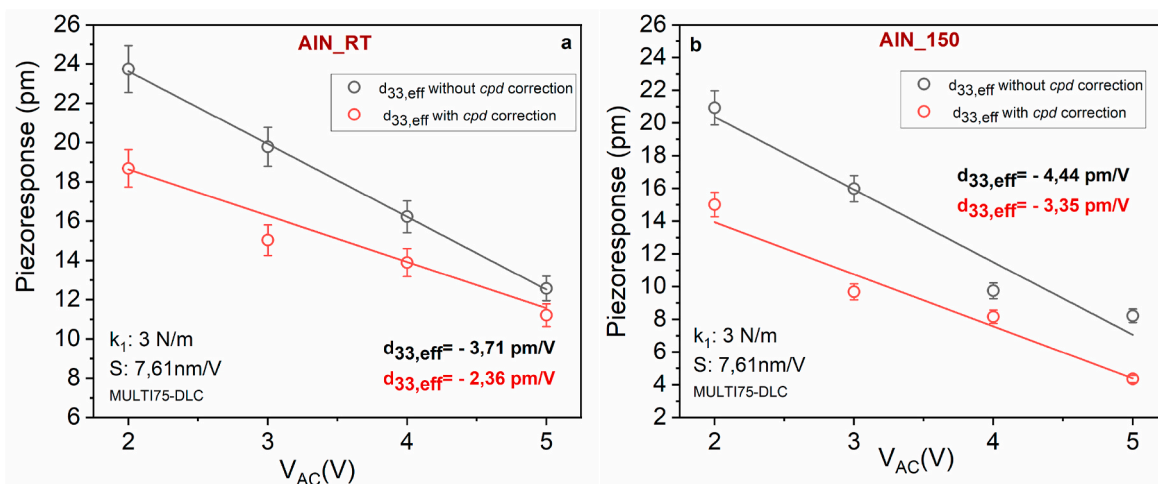 AIN_RT
a
d33,eff without cpd correction
d33,eff with cpd correction
Piezoresponse (pm)
26
24
22
20
18
16
14
12
10
8
6
k1: 3 N/m
S: 7,61nm/V
MULTI75-DLC
d33,eff= - 3,71 pm/V
d33,eff= - 2,36 pm/V
2
3
4
5
VAC(V)
b
AIN_150
d33,eff without cpd correction
d33,eff with cpd correction
Piezoresponse (pm)
26
24
22
20
18
16
14
12
10
8
6
4
2
d33,eff= - 4,44 pm/V
d33,eff= - 3,35 pm/V
k1: 3 N/m
S: 7,61nm/V
MULTI75-DLC
2
3
4
5
VAC(V)